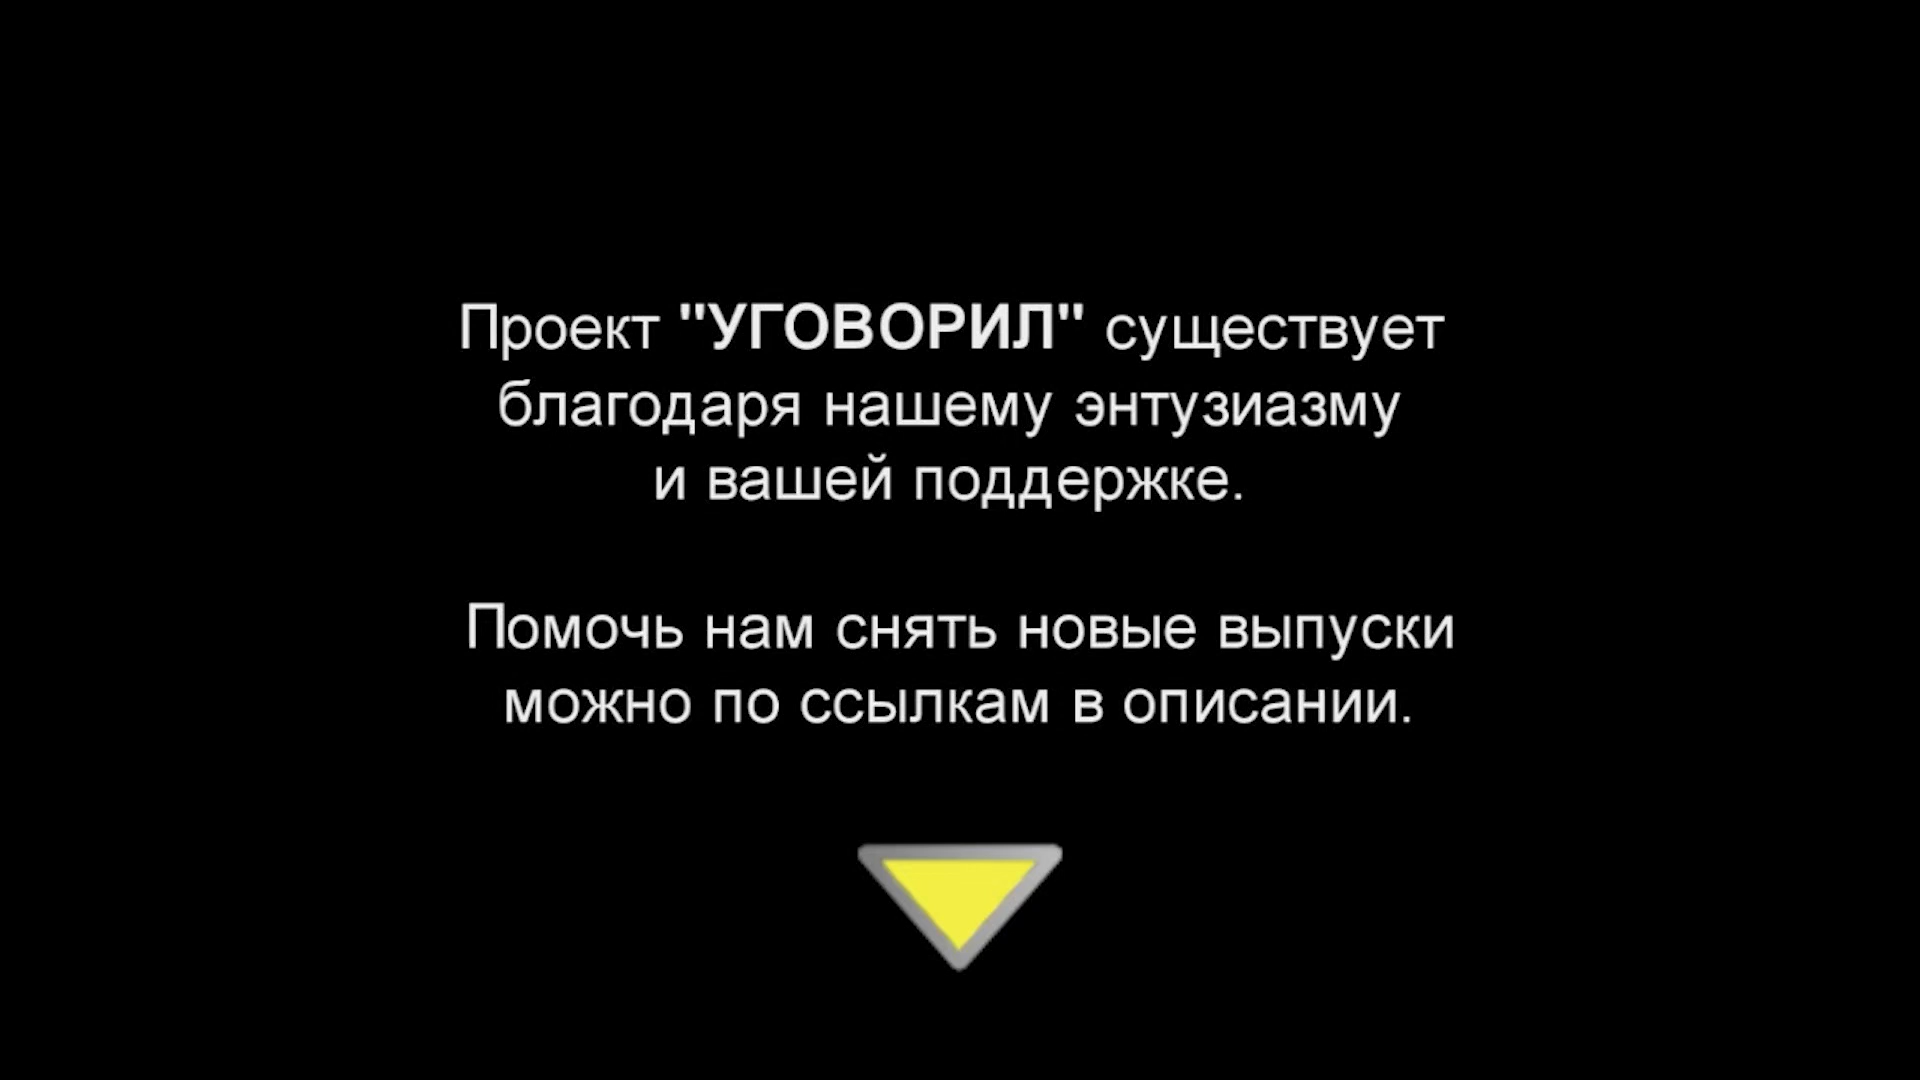 Проект "УГОВОРИЛ" существует
благодаря нашему энтузиазму
и вашей поддержке.
Помочь нам снять новые выпуски
можно по ссылкам в описании.